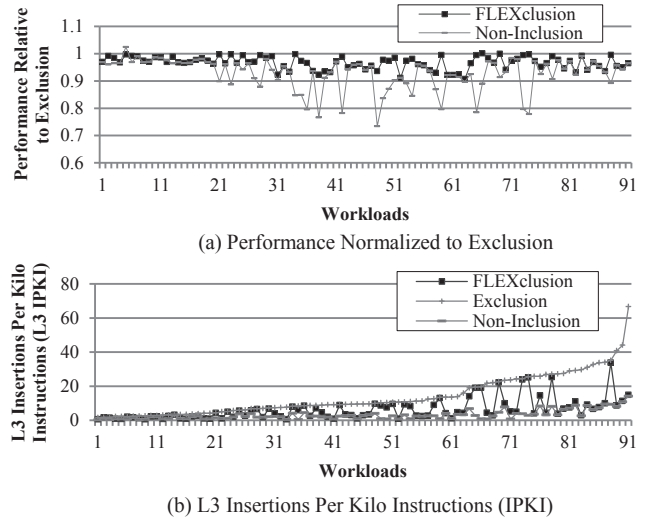 FLEXclusion
Non-Inclusion
Performance Relative
to Exclusion
1.1
1
0.9
0.8
0.7
0.6
1 11 21 31 41 51 61 71 81 91
Workloads
(a) Performance Normalized to Exclusion
FLEXclusion
Exclusion
Non-Inclusion
L3 Insertions Per Kilo
Instructions (L3 IPKI)
80
60
40
20
0
1 11 21 31 41 51 61 71 81 91
Workloads
(b) L3 Insertions Per Kilo Instructions (IPKI)